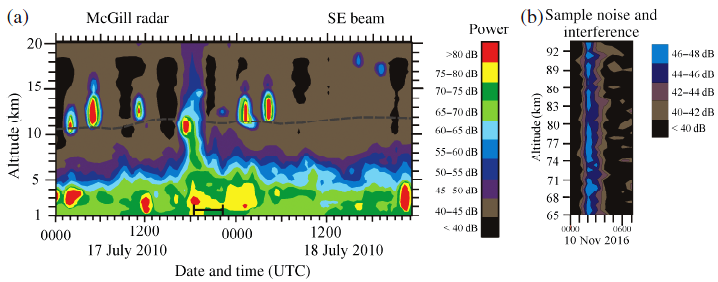 (a)
McGill radar
SE beam
Power
20
15
10
5
1
Altitude (km)
0000
1200
0000
1200
17 July 2010
18 July 2010
Date and time (UTC)
>80 dB
75–80 dB
70–75 dB
65–70 dB
60–65 dB
55–60 dB
50–55 dB
45–50 dB
40–45 dB
< 40 dB
(b)
Sample noise and
interference
92
89
86
83
80
77
74
71
68
65
Altitude (km)
0000
0600
10 Nov 2016
46–48 dB
44–46 dB
42–44 dB
40–42 dB
< 40 dB